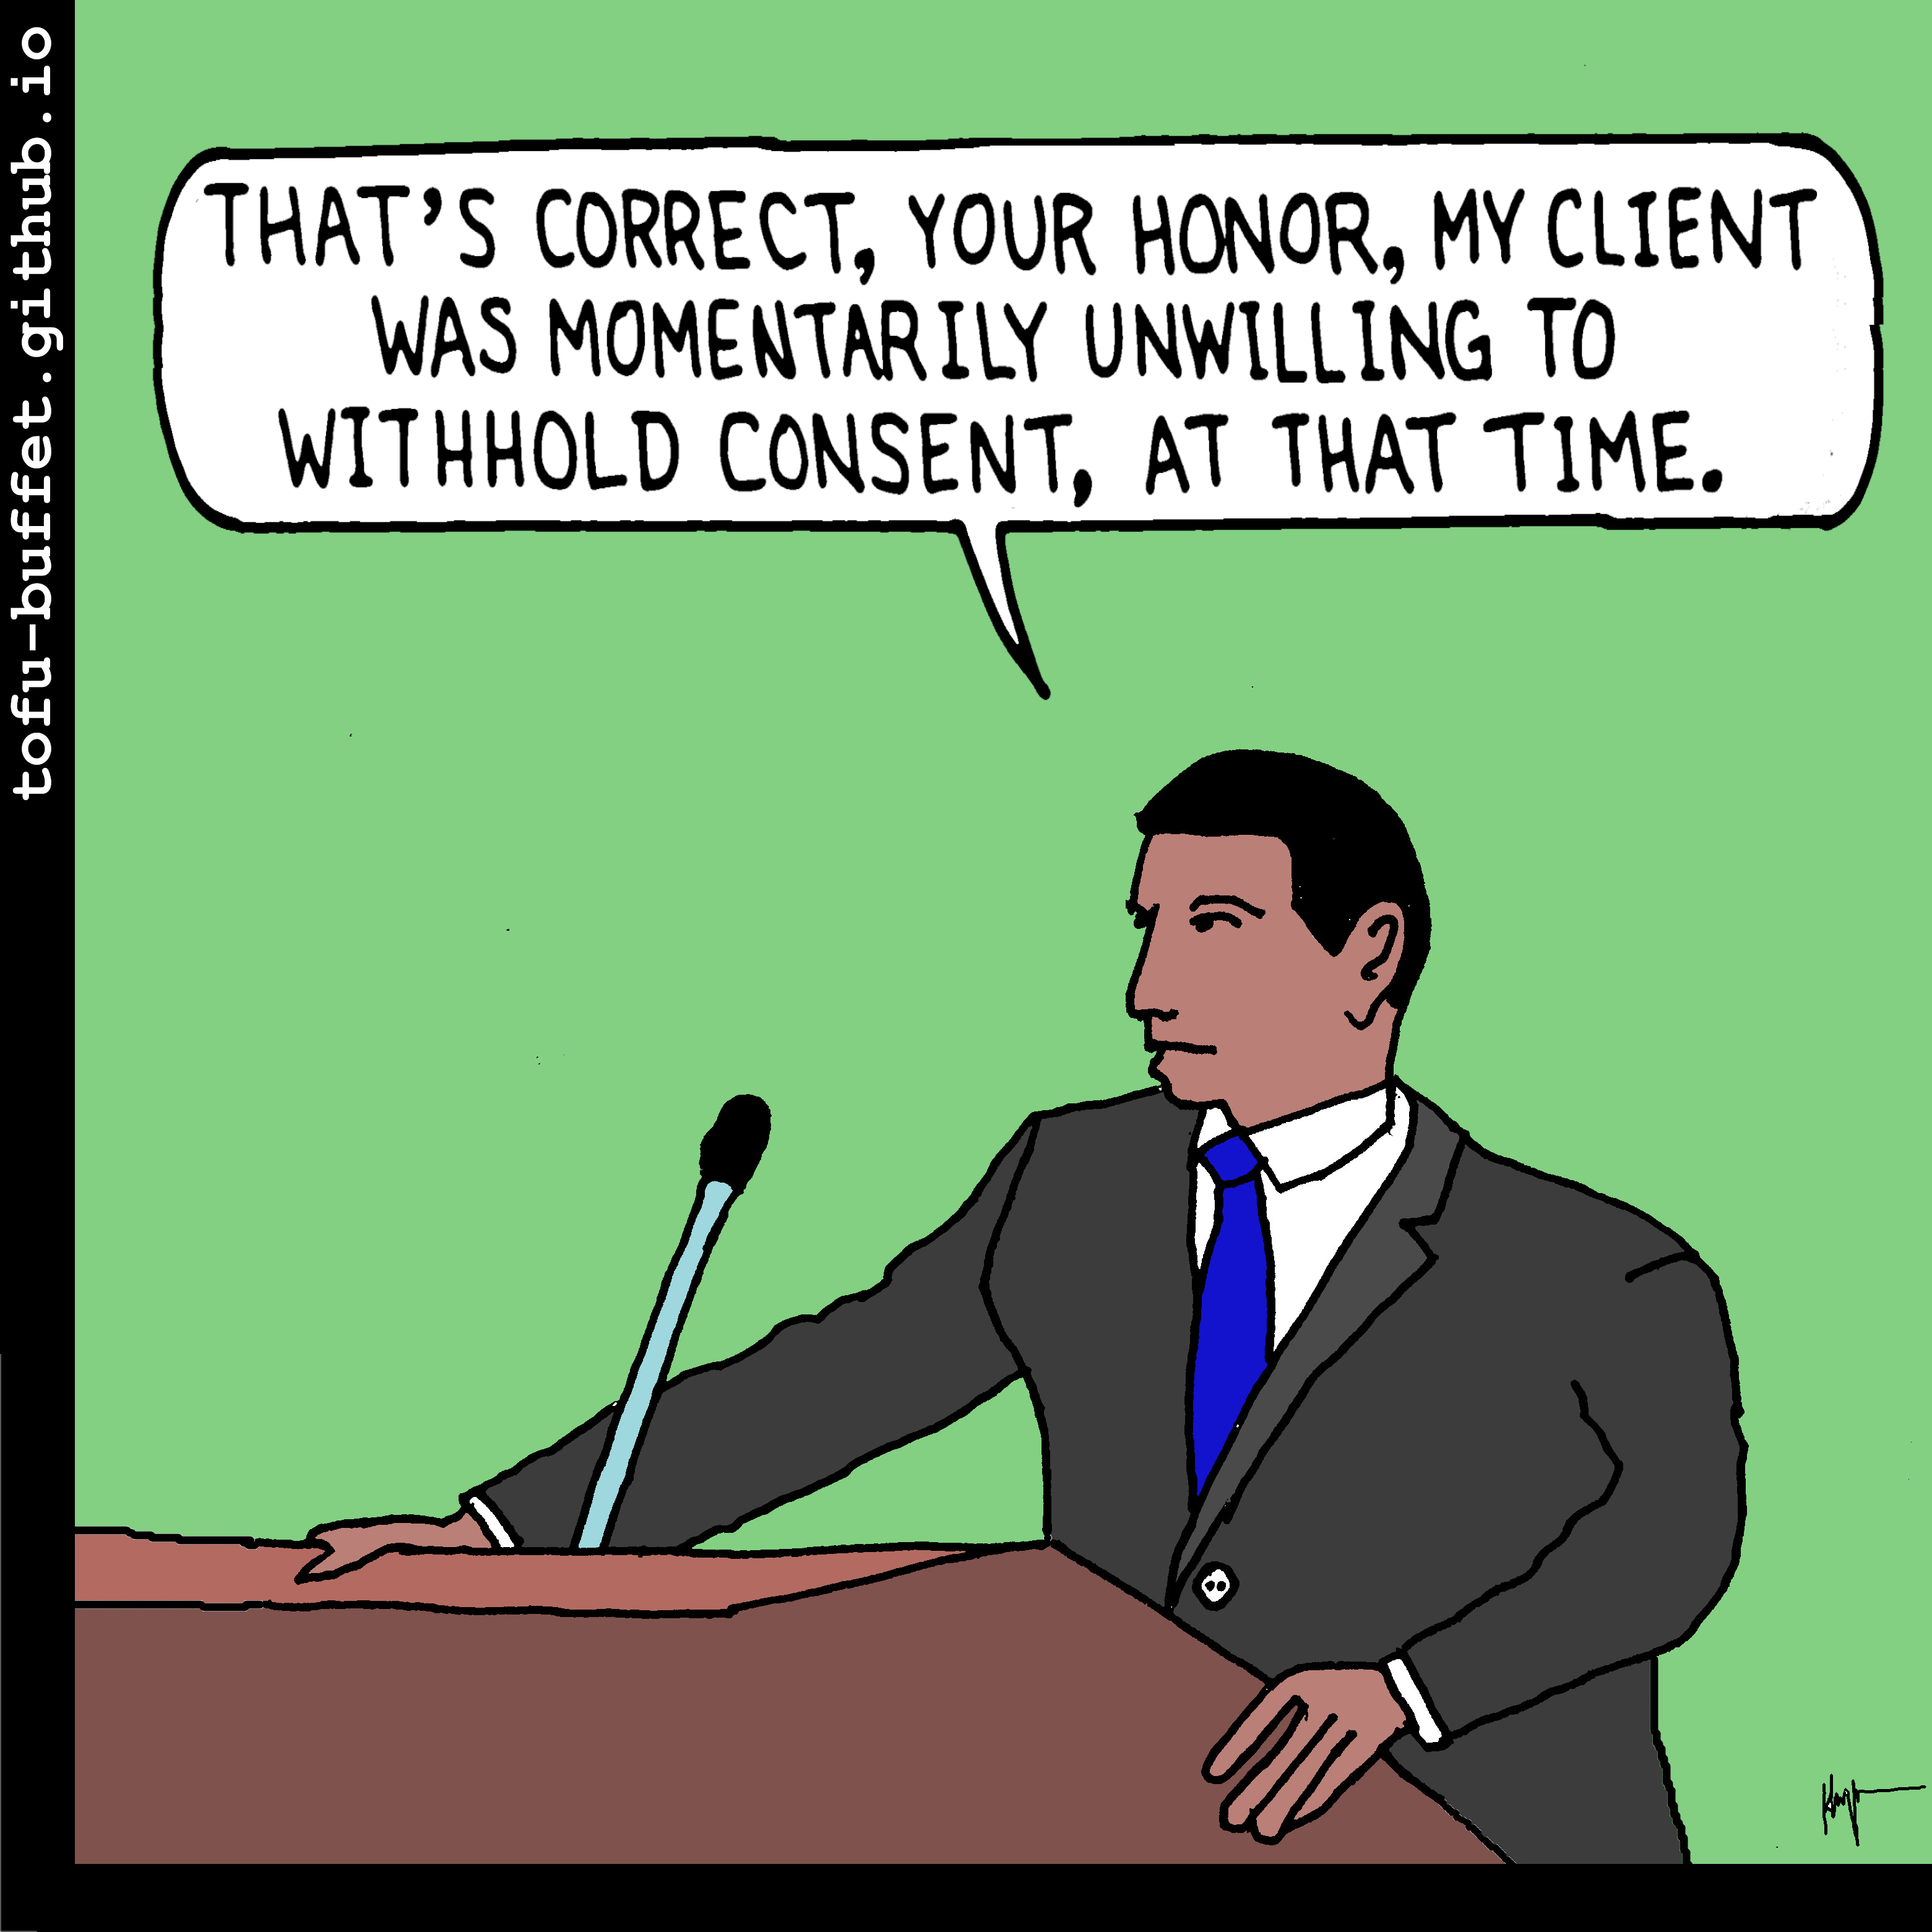 tofu-buffet.github.io
THAT'S CORRECT, YOUR HONOR, MY CLIENT
WAS MOMENTARILY UNWILLING TO
WITHHOLD CONSENT, AT THAT TIME.